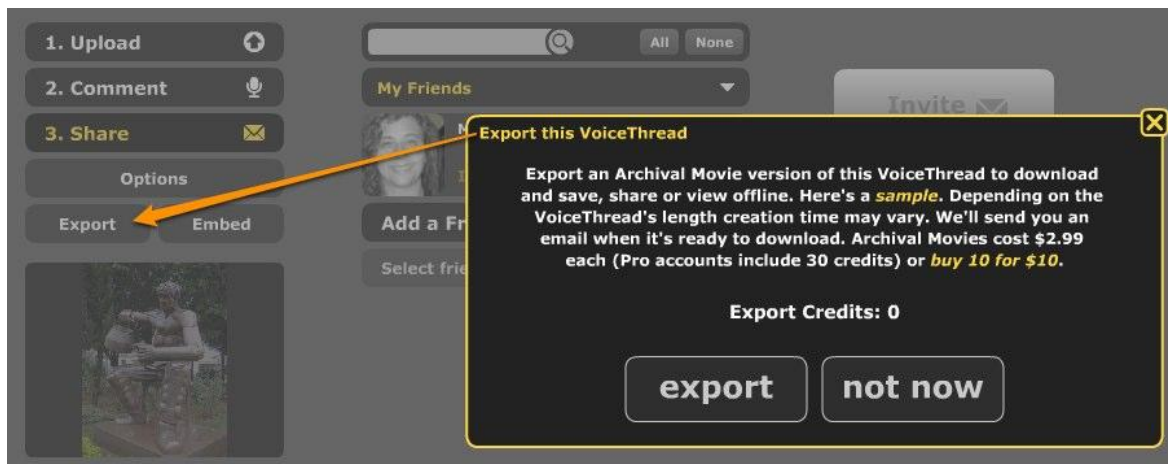 1. Upload
2. Comment
3. Share
Options
Export Embed
All None
My Friends
Add a Fr
Select frie
Invite
Export this VoiceThread
Export an Archival Movie version of this VoiceThread to download
and save, share or view offline. Here's a sample. Depending on the
VoiceThread's length creation time may vary. We'll send you an
email when it's ready to download. Archival Movies cost $2.99
each (Pro accounts include 30 credits) or buy 10 for $10.
Export Credits: 0
export not now